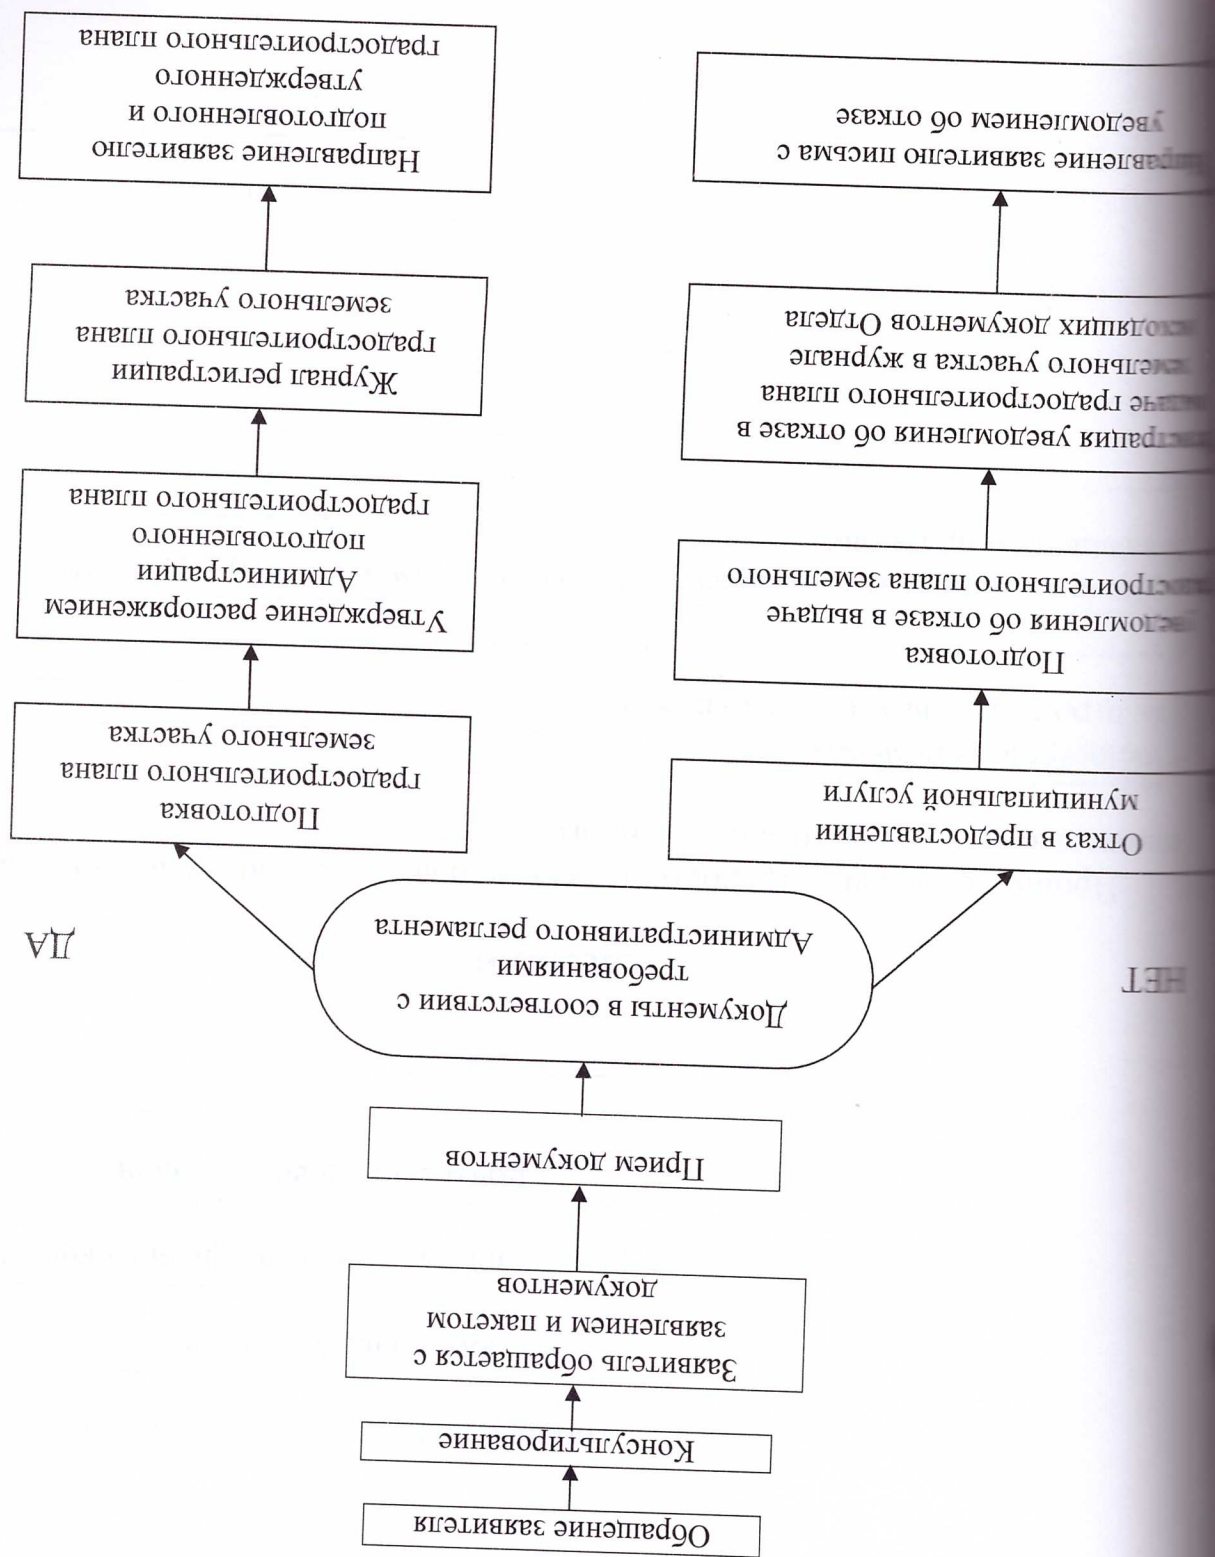 Обращение заявителя
Консультирование
Заявитель обращается с
заявлением и пакетом
документов
Прием документов
Документы в соответствии с
требованиями
Административного регламента
НЕТ
ДА
Отказ в предоставлении
муниципальной услуги
Подготовка
уведомления об отказе в выдаче
градостроительного плана земельного
регистрация уведомления об отказе в
выдаче градостроительного плана
земельного участка в журнале
исходящих документов Отдела
Направление заявителю письма с
уведомлением об отказе
Подготовка
градостроительного плана
земельного участка
Утверждение распоряжением
Администрации
подготовленного
градостроительного плана
Журнал регистрации
градостроительного плана
земельного участка
Направление заявителю
подготовленного и
утвержденного
градостроительного плана